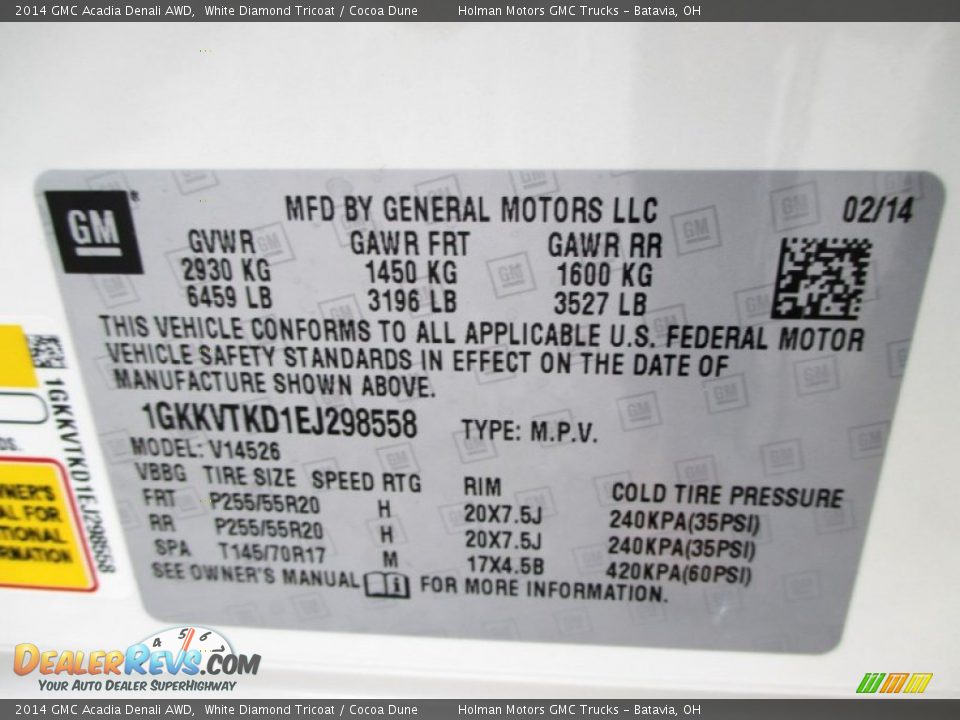 2014 GMC Acadia Denali AWD,  White Diamond Tricoat / Cocoa Dune  Holman Motors GMC Trucks – Batavia, OH
GM®
MFD BY GENERAL MOTORS LLC 02/14
GVWR GAWR FRT GAWR RR
2930 KG 1450 KG 1600 KG
6459 LB 3196 LB 3527 LB
THIS VEHICLE CONFORMS TO ALL APPLICABLE U.S. FEDERAL MOTOR
VEHICLE SAFETY STANDARDS IN EFFECT ON THE DATE OF
MANUFACTURE SHOWN ABOVE.
1GKKVTKD1EJ298558 TYPE: M.P.V.
MODEL: V14526
VBBG TIRE SIZE SPEED RTG RIM COLD TIRE PRESSURE
FRT P255/55R20 H 20X7.5J 240KPA(35PSI)
RR P255/55R20 H 20X7.5J 240KPA(35PSI)
SPA T145/70R17 M 17X4.5B 420KPA(60PSI)
SEE OWNER'S MANUAL i FOR MORE INFORMATION.
1GKKVTKD1EJ298558
4 5 6
DEALERREVS.COM
YOUR AUTO DEALER SUPERHIGHWAY
2014 GMC Acadia Denali AWD,  White Diamond Tricoat / Cocoa Dune  Holman Motors GMC Trucks – Batavia, OH